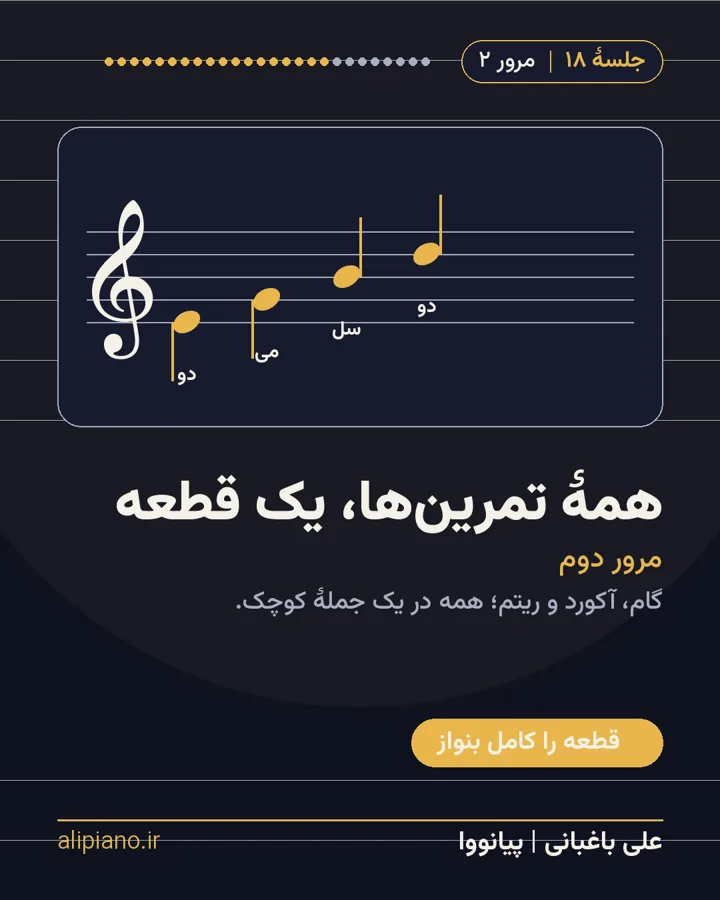 جلسهٔ ۱۸ | مرور ۲
دو
می
سل
دو
همهٔ تمرین‌ها، یک قطعه
مرور دوم
گام، آکورد و ریتم؛ همه در یک جملهٔ کوچک.
قطعه را کامل بنواز
علی باغبانی | پیانووا
alipiano.ir